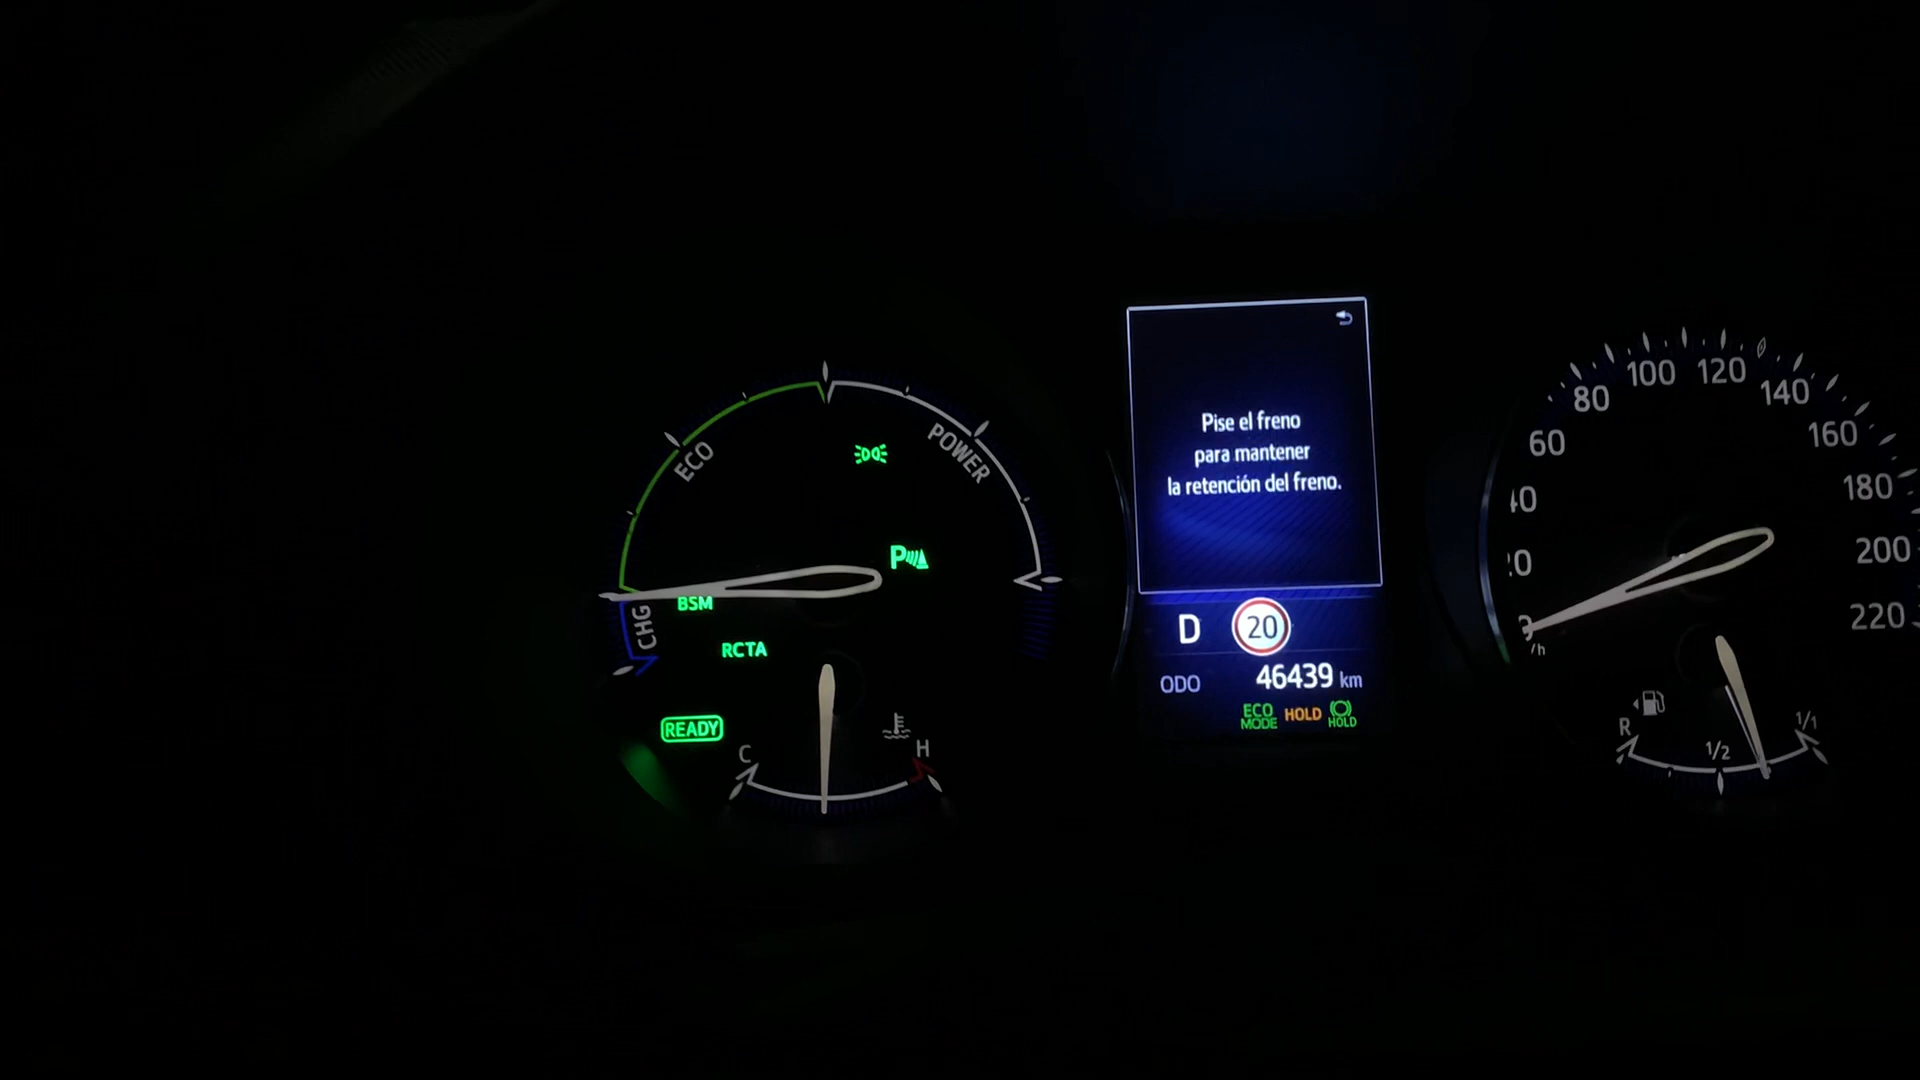 ECO
POWER
CHG
BSM
RCTA
READY
C
H
Pise el freno
para mantener
la retención del freno.
D
20
ODO 46439 km
ECO MODE HOLD HOLD
20
60
80
100
120
140
160
180
200
220
R
1/2
1/1